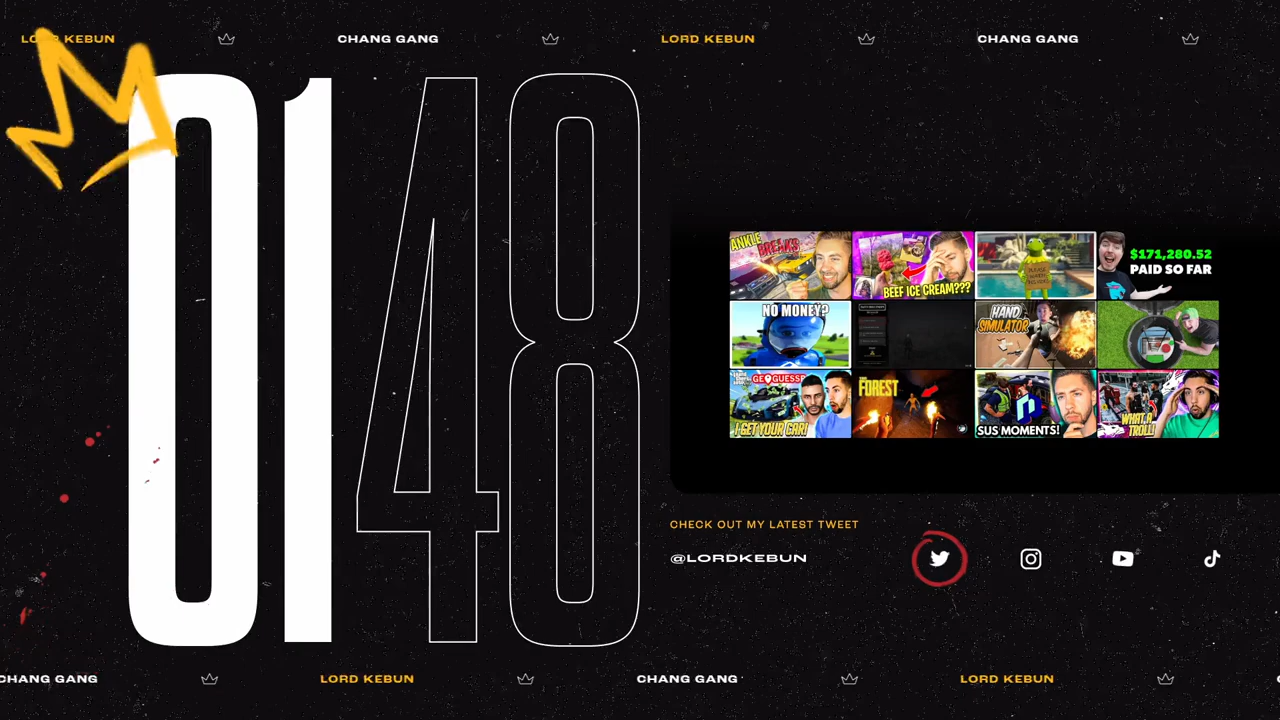 LORD KEBUN CHANG GANG LORD KEBUN CHANG GANG
0148
ANKLE BREAKS
BEEF ICE CREAM???
$171,280.52
PAID SO FAR
NO MONEY?
HAND SIMULATOR
GEOGUESSR
I GET YOUR CAR!
THE FOREST
SUS MOMENTS!
WHAT A TROLL!
CHECK OUT MY LATEST TWEET
@LORDKEBUN
CHANG GANG LORD KEBUN CHANG GANG LORD KEBUN